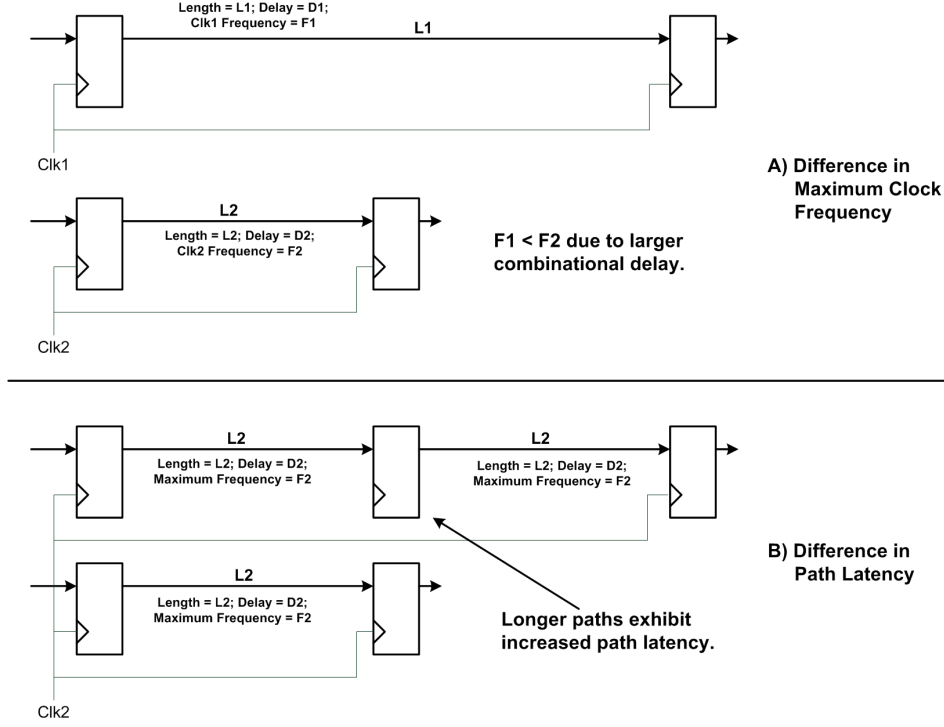 Length = L1; Delay = D1;
Clk1 Frequency = F1
L1
Clk1
A) Difference in
Maximum Clock
Frequency
L2
Length = L2; Delay = D2;
Clk2 Frequency = F2
F1 < F2 due to larger
combinational delay.
Clk2
L2
Length = L2; Delay = D2;
Maximum Frequency = F2
L2
Length = L2; Delay = D2;
Maximum Frequency = F2
B) Difference in
Path Latency
L2
Length = L2; Delay = D2;
Maximum Frequency = F2
Longer paths exhibit
increased path latency.
Clk2